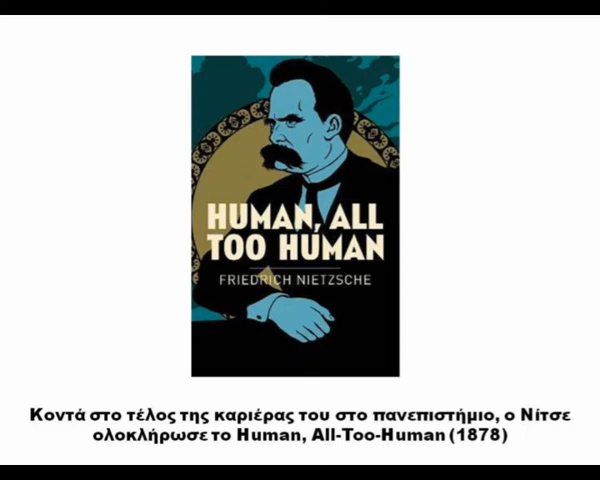 HUMAN, ALL
TOO HUMAN
FRIEDRICH NIETZSCHE
Κοντά στο τέλος της καριέρας του στο πανεπιστήμιο, ο Νίτσε
ολοκλήρωσε το Human, All-Too-Human (1878)